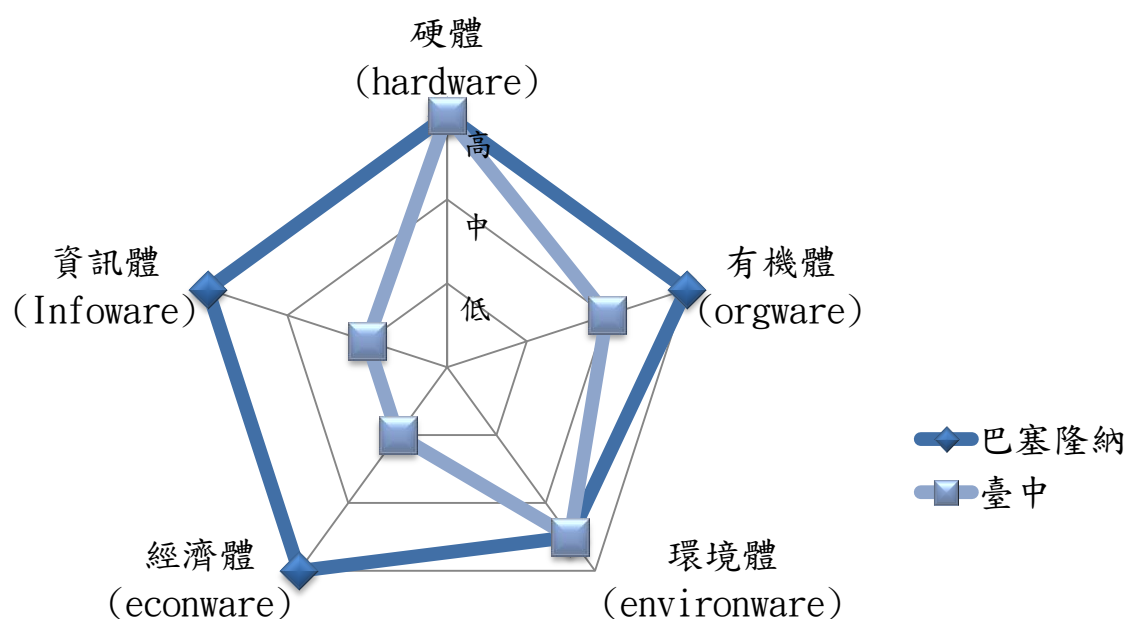 硬體
(hardware)
高
中
低
資訊體
(Infoware)
有機體
(orgware)
經濟體
(econware)
環境體
(environware)
巴塞隆納
臺中